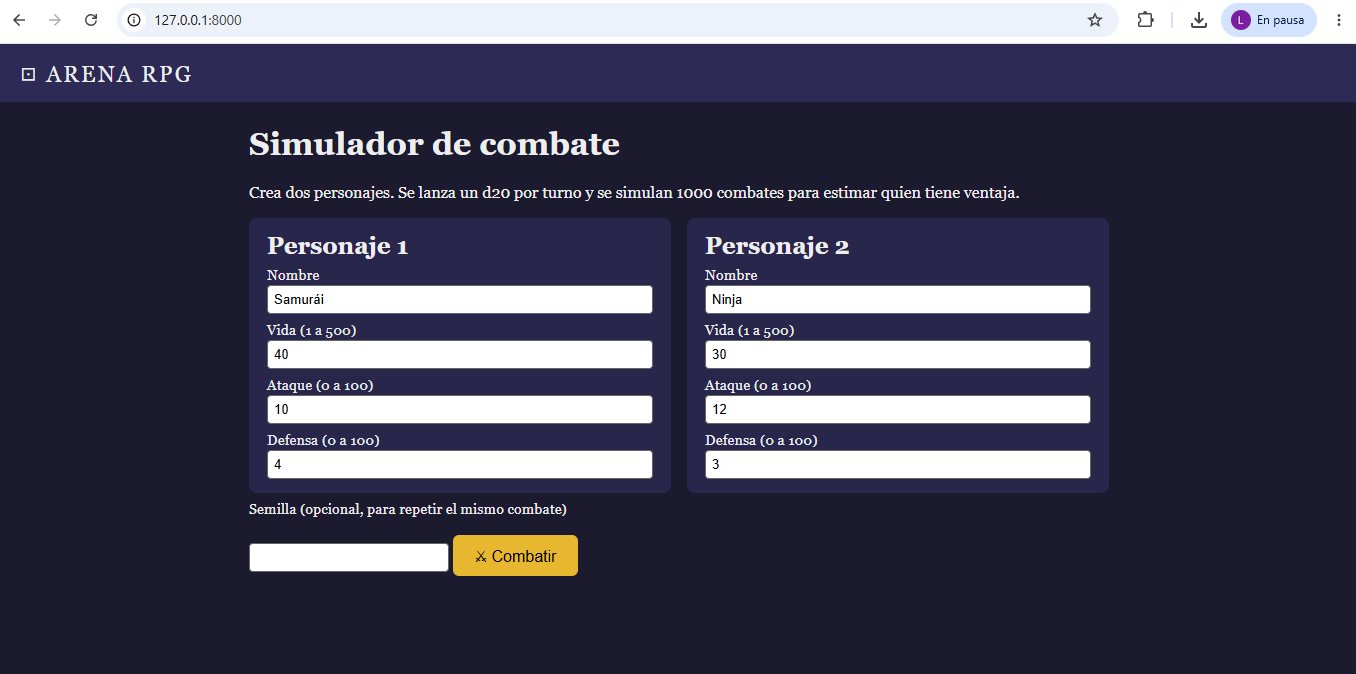 127.0.0.1:8000
L En pausa
⚀ ARENA RPG
Simulador de combate
Crea dos personajes. Se lanza un d20 por turno y se simulan 1000 combates para estimar quien tiene ventaja.
Personaje 1
Nombre
Samurái
Vida (1 a 500)
40
Ataque (0 a 100)
10
Defensa (0 a 100)
4
Personaje 2
Nombre
Ninja
Vida (1 a 500)
30
Ataque (0 a 100)
12
Defensa (0 a 100)
3
Semilla (opcional, para repetir el mismo combate)
⚔ Combatir